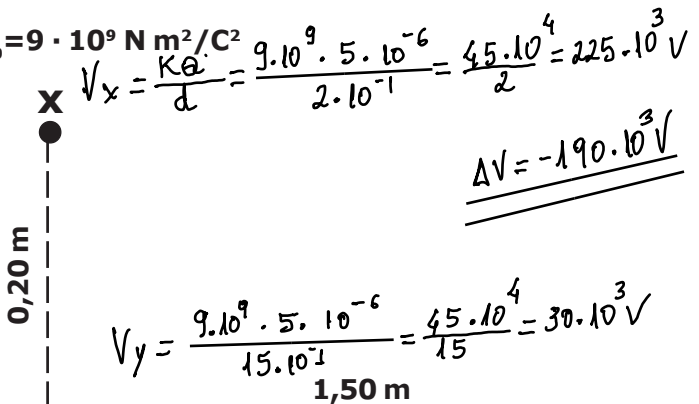 =9 · 10⁹ N m²/C²
Vx = KQ/d = 9.10⁹ . 5. 10⁻⁶/2.10⁻¹ = 45.10⁴/2 = 225.10³ V
X
ΔV = -190.10³ V
0,20 m
Vy = 9.10⁹ . 5. 10⁻⁶/15.10⁻¹ = 45.10⁴/15 = 30.10³ V
1,50 m